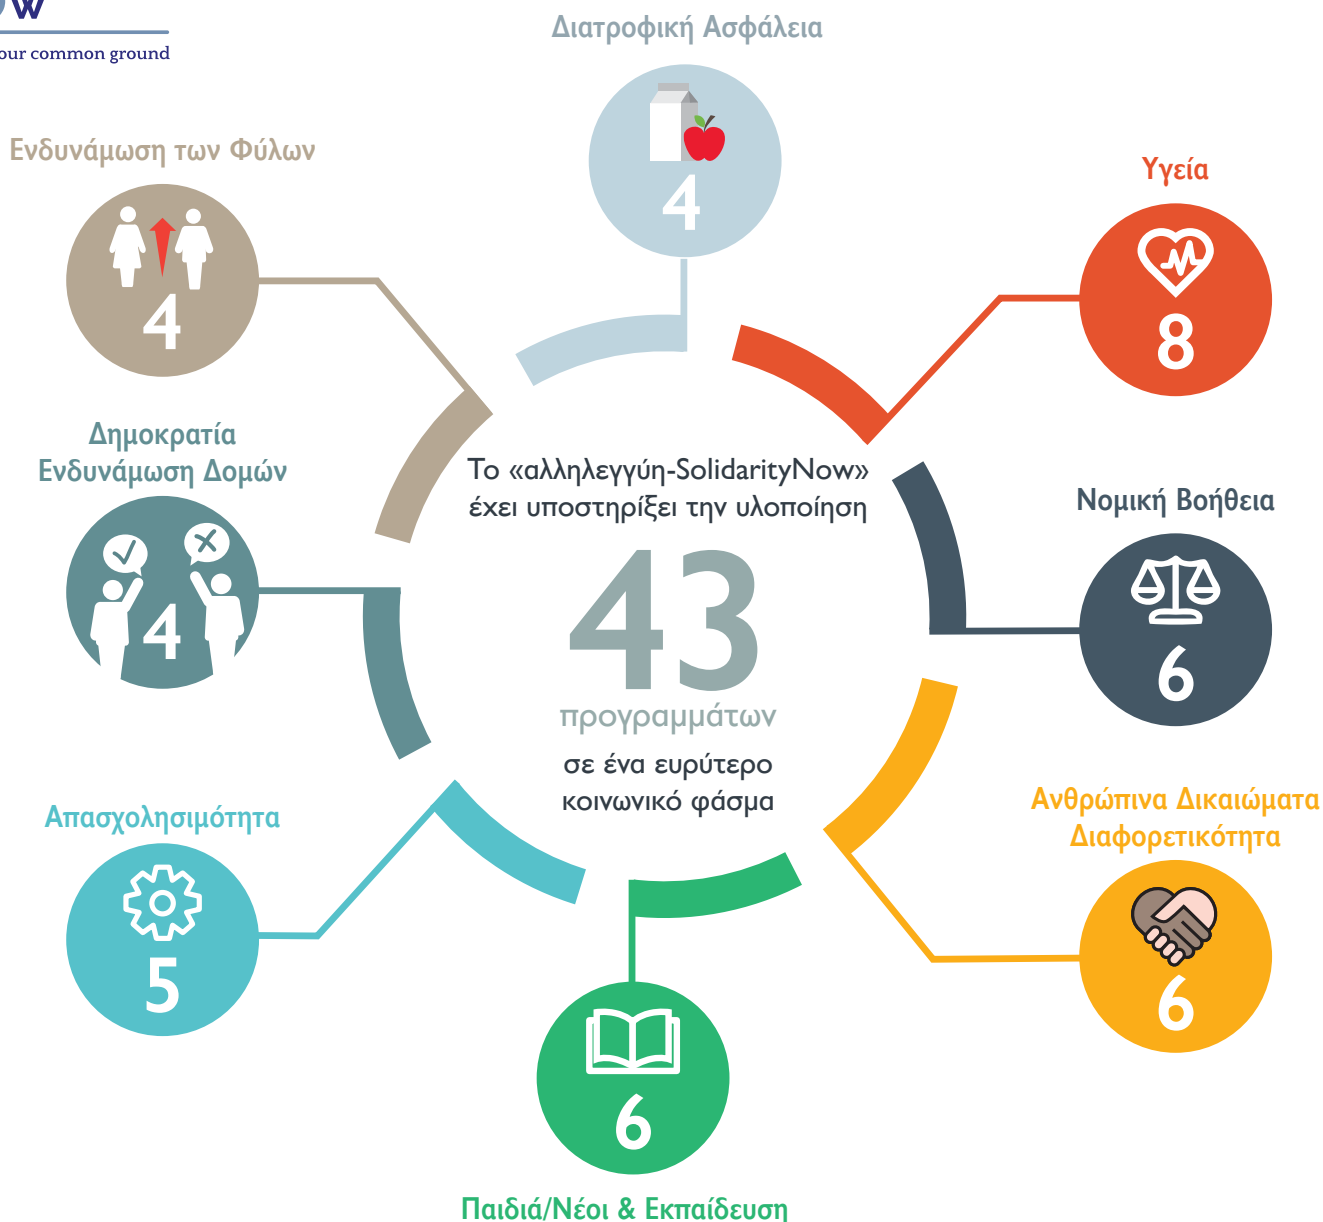 our common ground
Διατροφική Ασφάλεια
4
Ενδυνάμωση των Φύλων
4
Υγεία
8
Δημοκρατία
Ενδυνάμωση Δομών
4
Το «αλληλεγγύη-SolidarityNow»
έχει υποστηρίξει την υλοποίηση
43
προγραμμάτων
σε ένα ευρύτερο
κοινωνικό φάσμα
Νομική Βοήθεια
6
Απασχολησιμότητα
5
Ανθρώπινα Δικαιώματα
Διαφορετικότητα
6
6
Παιδιά/Νέοι & Εκπαίδευση